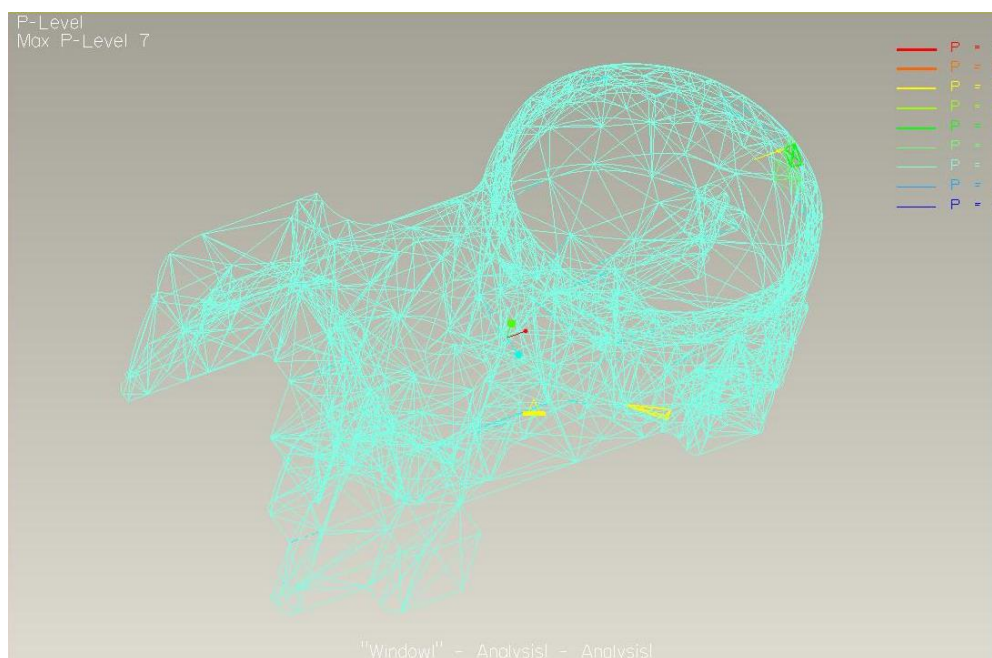 P-Level
Max P-Level 7
P =
P =
P =
P =
P =
P =
P =
P =
P =
"Window1" - Analysis1 - Analysis1